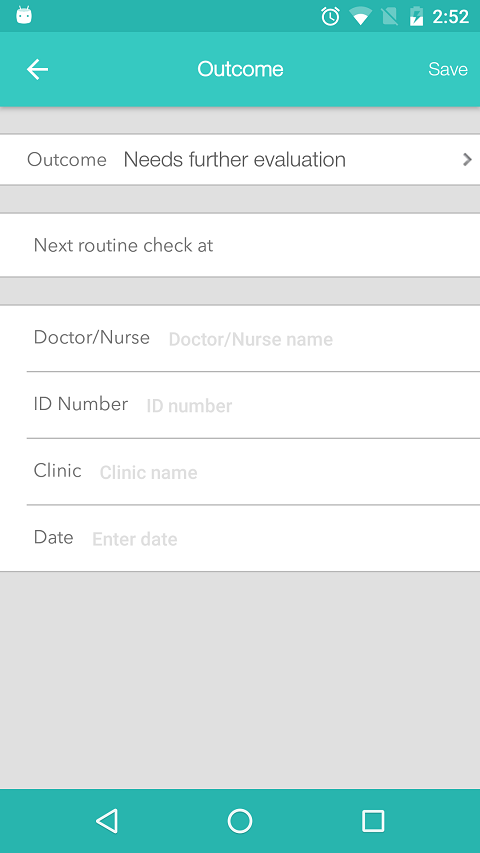 2:52
Outcome Save
Outcome Needs further evaluation
Next routine check at
Doctor/Nurse Doctor/Nurse name
ID Number ID number
Clinic Clinic name
Date Enter date